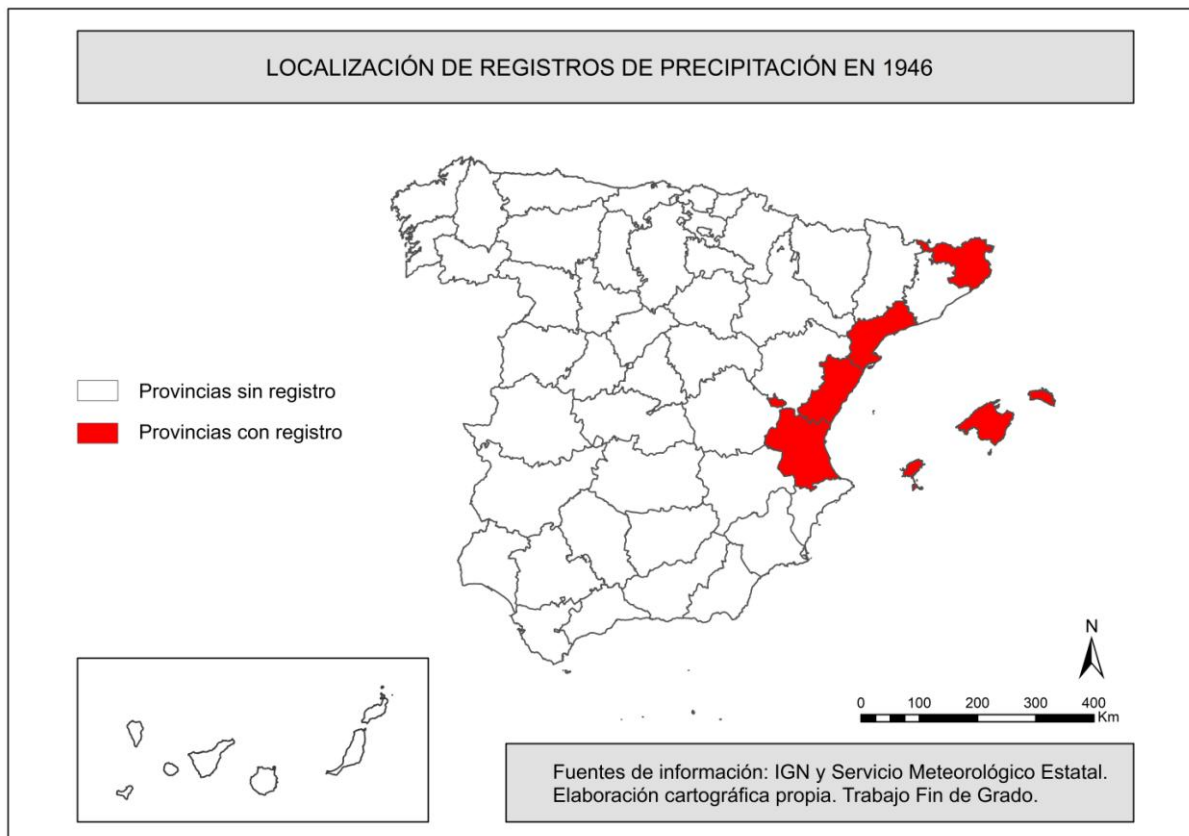 LOCALIZACIÓN DE REGISTROS DE PRECIPITACIÓN EN 1946
Provincias sin registro
Provincias con registro
N
0 100 200 300 400
Km
Fuentes de información: IGN y Servicio Meteorológico Estatal.
Elaboración cartográfica propia. Trabajo Fin de Grado.